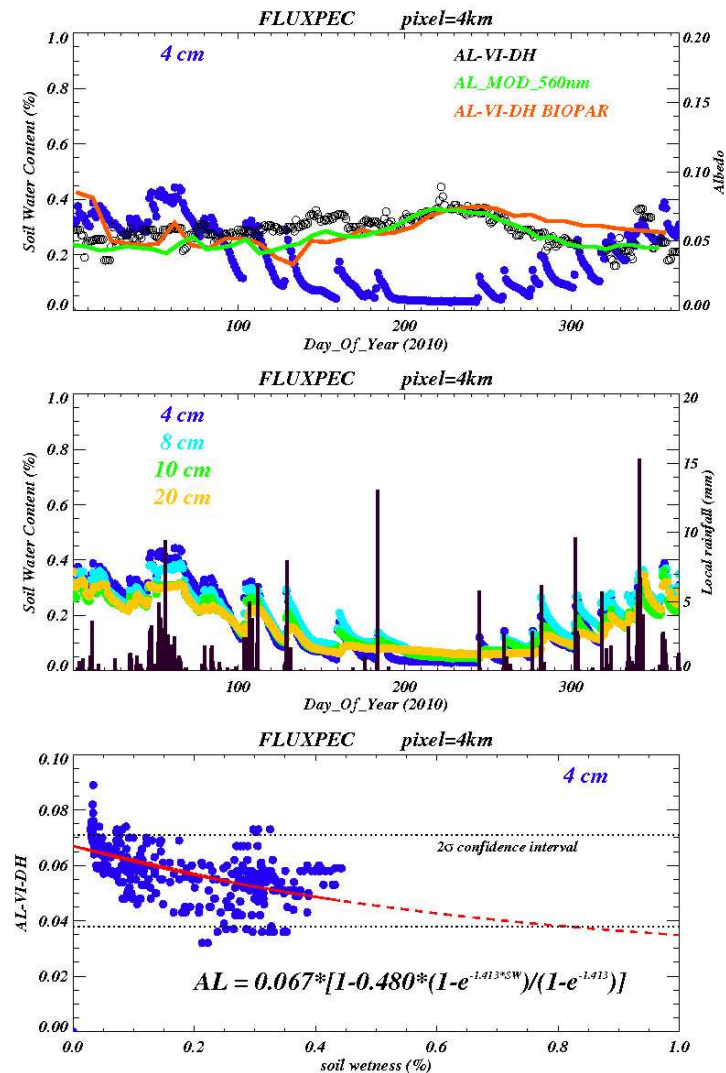 FLUXPEC pixel=4km
1.0
0.8
0.6
0.4
0.2
0.0
Soil Water Content (%)
4 cm
AL-VI-DH
AL_MOD_560nm
AL-VI-DH BIOPAR
0.20
0.15
0.10
0.05
0.00
Albedo
100
200
300
Day_Of_Year (2010)
FLUXPEC pixel=4km
1.0
0.8
0.6
0.4
0.2
0.0
Soil Water Content (%)
4 cm
8 cm
10 cm
20 cm
20
15
10
5
0
Local rainfall (mm)
100
200
300
Day_Of_Year (2010)
FLUXPEC pixel=4km
0.10
0.08
0.06
0.04
0.02
0.00
AL-VI-DH
4 cm
2σ confidence interval
AL = 0.067*[1-0.480*(1-e^-1.413*SW)/(1-e^-1.413)]
0.0
0.2
0.4
0.6
0.8
1.0
soil wetness (%)